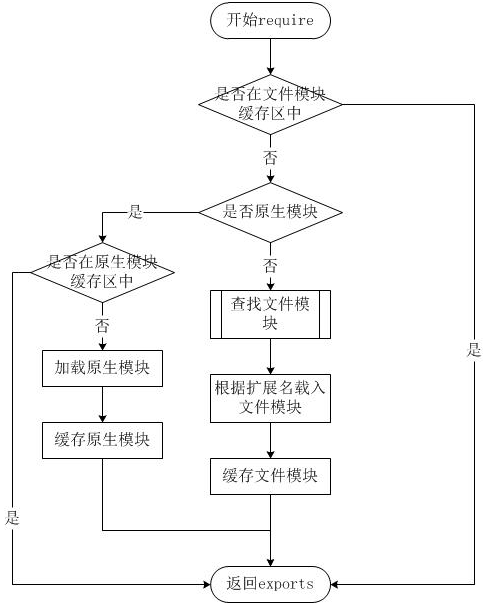 开始require
是否在文件模块
缓存区中
否
是
是否原生模块
是否在原生模块
缓存区中
否
查找文件模
块
是
否
加载原生模块
根据扩展名载入
文件模块
缓存原生模块
缓存文件模块
是
返回exports